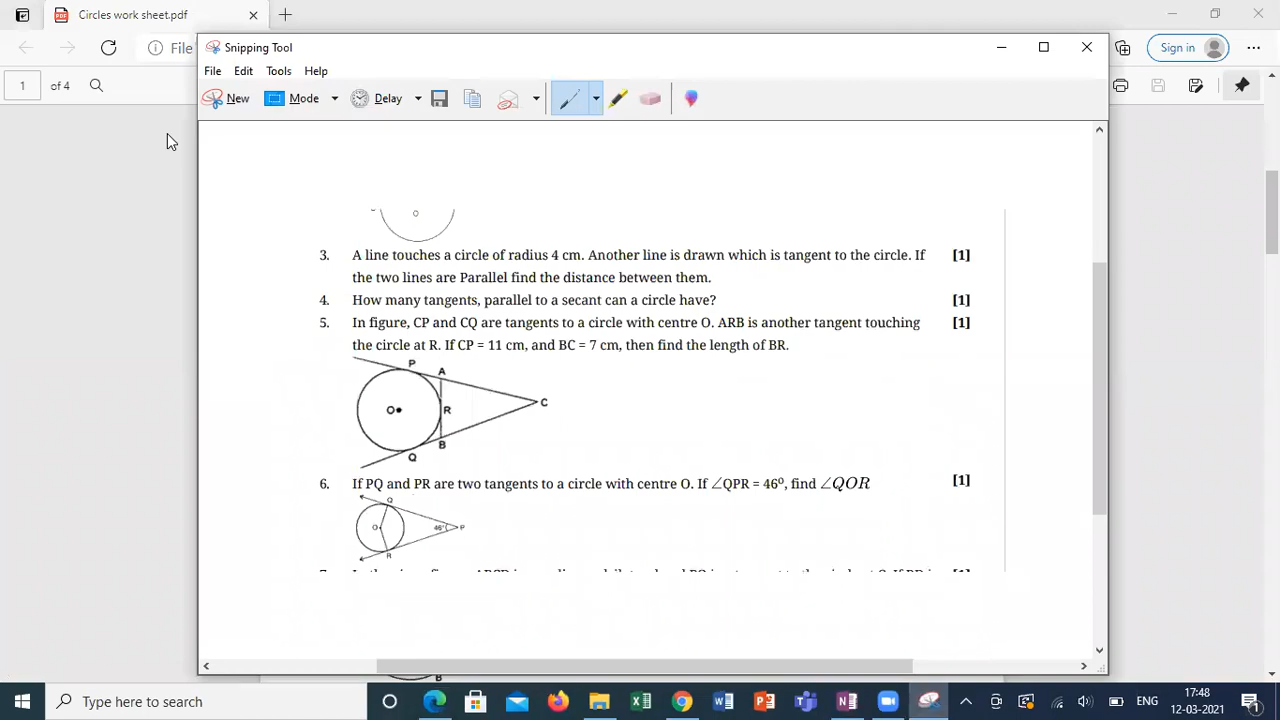 Circles work sheet.pdf
File
Sign in
1 of 4
Snipping Tool
File Edit Tools Help
New Mode Delay
O
3. A line touches a circle of radius 4 cm. Another line is drawn which is tangent to the circle. If [1]
the two lines are Parallel find the distance between them.
4. How many tangents, parallel to a secant can a circle have? [1]
5. In figure, CP and CQ are tangents to a circle with centre O. ARB is another tangent touching [1]
the circle at R. If CP = 11 cm, and BC = 7 cm, then find the length of BR.
P A
C
O R
B
Q
6. If PQ and PR are two tangents to a circle with centre O. If ∠QPR = 46⁰, find ∠QOR [1]
Q
O 46° P
R
B
Type here to search
ENG
17:48
12-03-2021
1